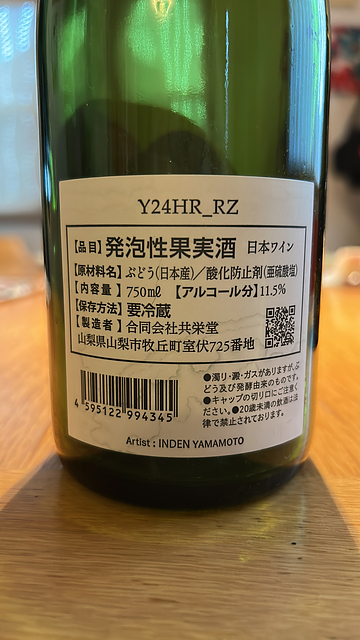 Y24HR_RZ
【品目】発泡性果実酒 日本ワイン
【原材料名】ぶどう(日本産)/酸化防止剤(亜硫酸塩)
【内容量】750mℓ 【アルコール分】11.5%
【保存方法】要冷蔵
【製造者】合同会社共栄堂
山梨県山梨市牧丘町室伏725番地
●濁り・澱・ガスがありますが、ぶ
どう及び発酵由来のものです。
●キャップの切り口にご注意く
ださい。●20歳未満の飲酒は法
律で禁止されております。
4 595122 994345
Artist : INDEN YAMAMOTO